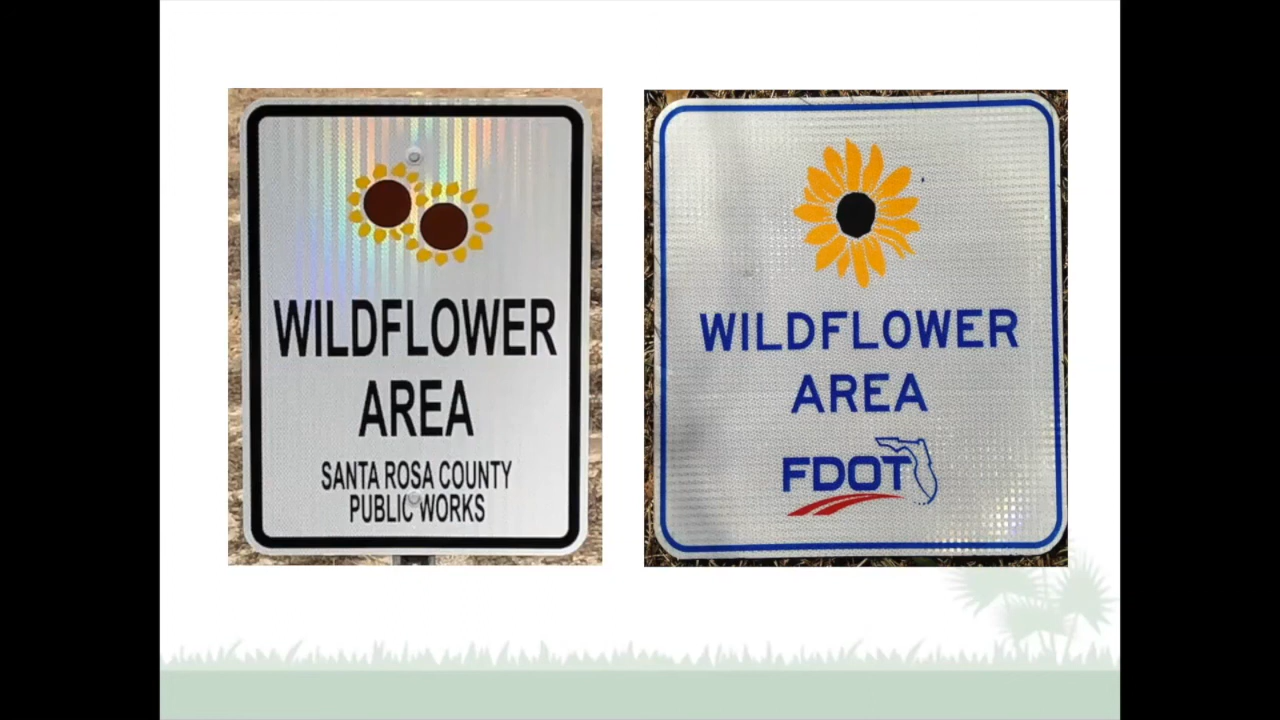 WILDFLOWER
AREA
SANTA ROSA COUNTY
PUBLIC WORKS
WILDFLOWER
AREA
FDOT